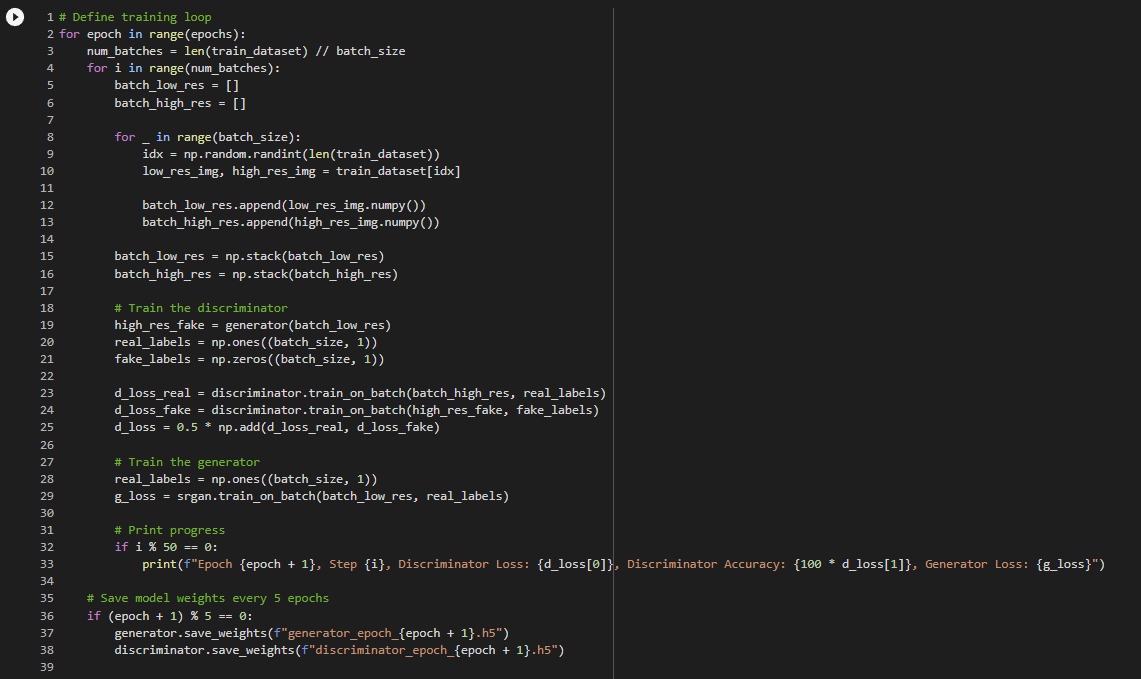 1 # Define training loop
2 for epoch in range(epochs):
3     num_batches = len(train_dataset) // batch_size
4     for i in range(num_batches):
5         batch_low_res = []
6         batch_high_res = []
7
8         for _ in range(batch_size):
9             idx = np.random.randint(len(train_dataset))
10             low_res_img, high_res_img = train_dataset[idx]
11
12             batch_low_res.append(low_res_img.numpy())
13             batch_high_res.append(high_res_img.numpy())
14
15         batch_low_res = np.stack(batch_low_res)
16         batch_high_res = np.stack(batch_high_res)
17
18         # Train the discriminator
19         high_res_fake = generator(batch_low_res)
20         real_labels = np.ones((batch_size, 1))
21         fake_labels = np.zeros((batch_size, 1))
22
23         d_loss_real = discriminator.train_on_batch(batch_high_res, real_labels)
24         d_loss_fake = discriminator.train_on_batch(high_res_fake, fake_labels)
25         d_loss = 0.5 * np.add(d_loss_real, d_loss_fake)
26
27         # Train the generator
28         real_labels = np.ones((batch_size, 1))
29         g_loss = srgan.train_on_batch(batch_low_res, real_labels)
30
31         # Print progress
32         if i % 50 == 0:
33             print(f"Epoch {epoch + 1}, Step {i}, Discriminator Loss: {d_loss[0]}, Discriminator Accuracy: {100 * d_loss[1]}, Generator Loss: {g_loss}")
34
35     # Save model weights every 5 epochs
36     if (epoch + 1) % 5 == 0:
37         generator.save_weights(f"generator_epoch_{epoch + 1}.h5")
38         discriminator.save_weights(f"discriminator_epoch_{epoch + 1}.h5")
39